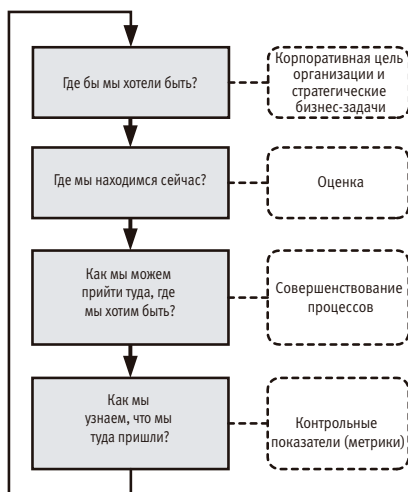 Где бы мы хотели быть?
Корпоративная цель
организации и
стратегические
бизнес-задачи
Где мы находимся сейчас?
Оценка
Как мы можем
прийти туда, где
мы хотим быть?
Совершенствование
процессов
Как мы
узнаем, что мы
туда пришли?
Контрольные
показатели (метрики)